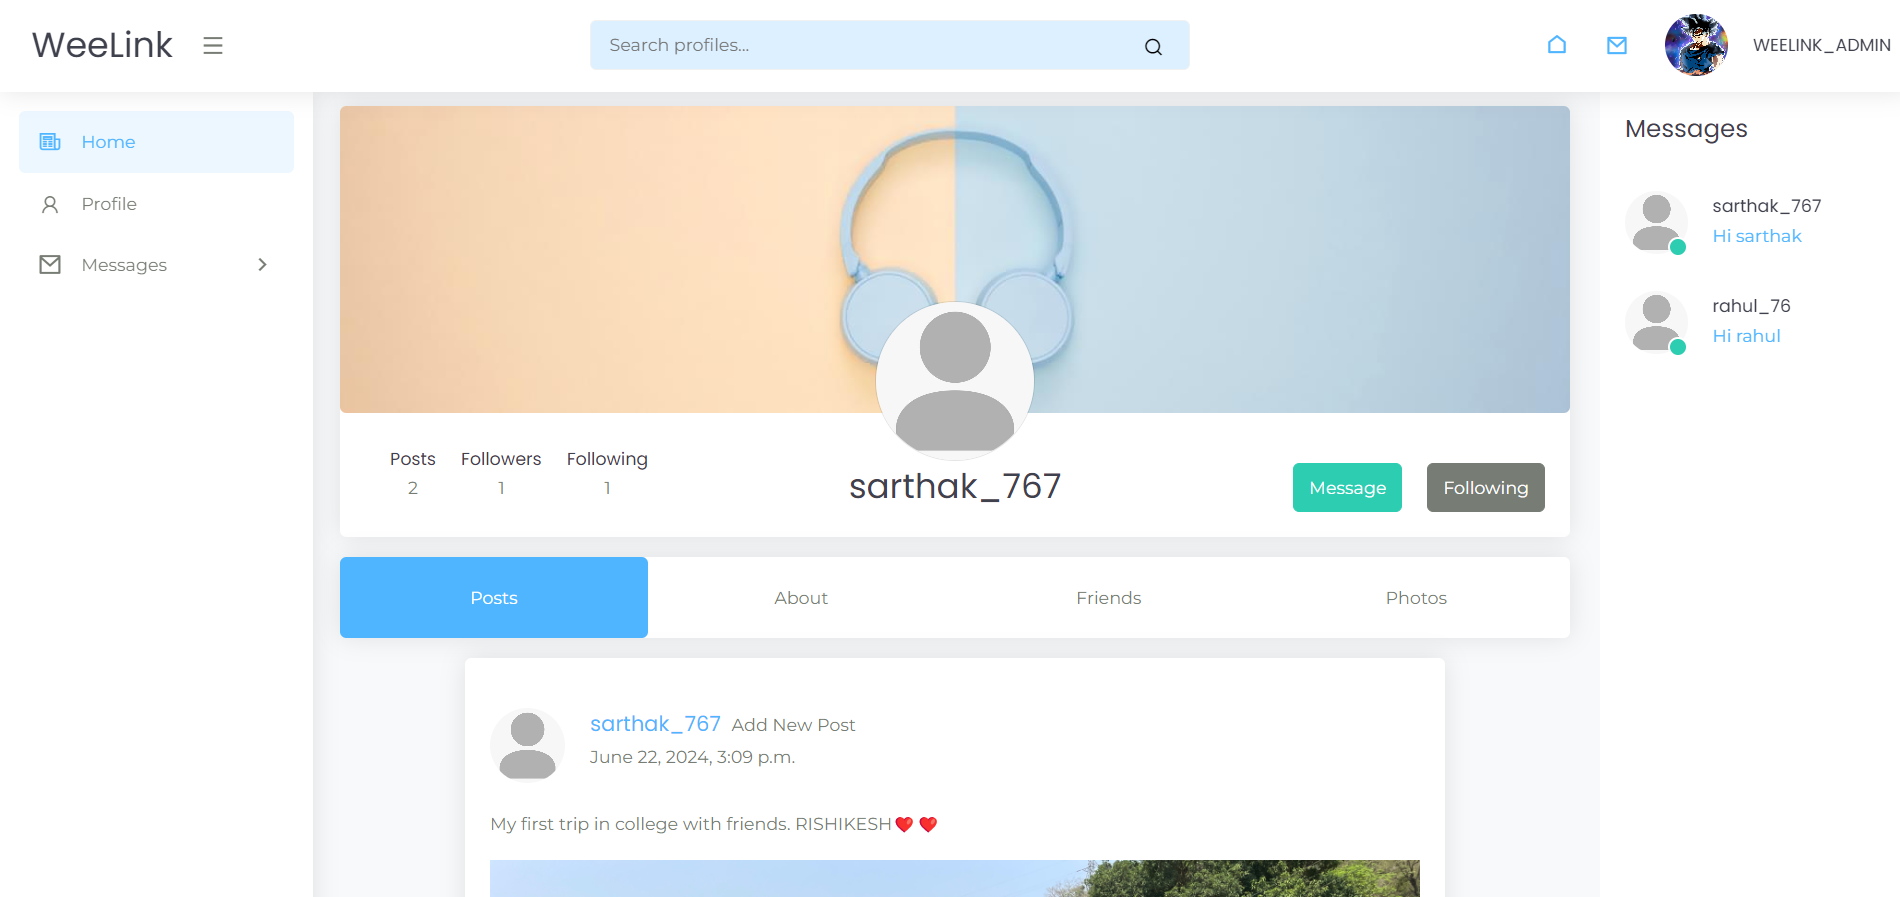 WeeLink
Search profiles...
WEELINK_ADMIN
Home
Profile
Messages
Posts Followers Following
2 1 1
sarthak_767
Message Following
Posts About Friends Photos
sarthak_767 Add New Post
June 22, 2024, 3:09 p.m.
My first trip in college with friends. RISHIKESH❤️ ❤️
Messages
sarthak_767
Hi sarthak
rahul_76
Hi rahul